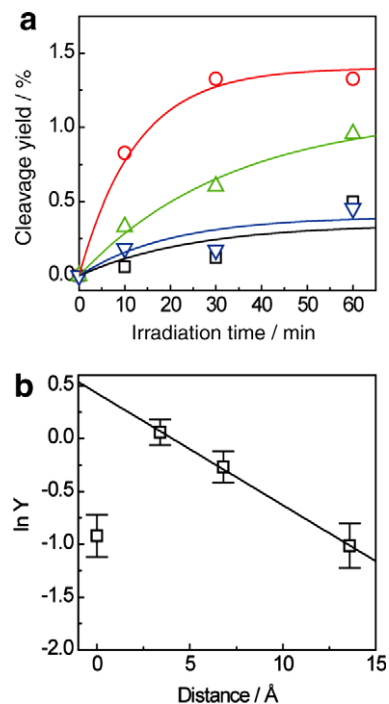 a
Cleavage yield / %
1.5
1.0
0.5
0.0
0 10 20 30 40 50 60
Irradiation time / min
b
ln Y
0.5
0.0
-0.5
-1.0
-1.5
-2.0
0 5 10 15
Distance / Å